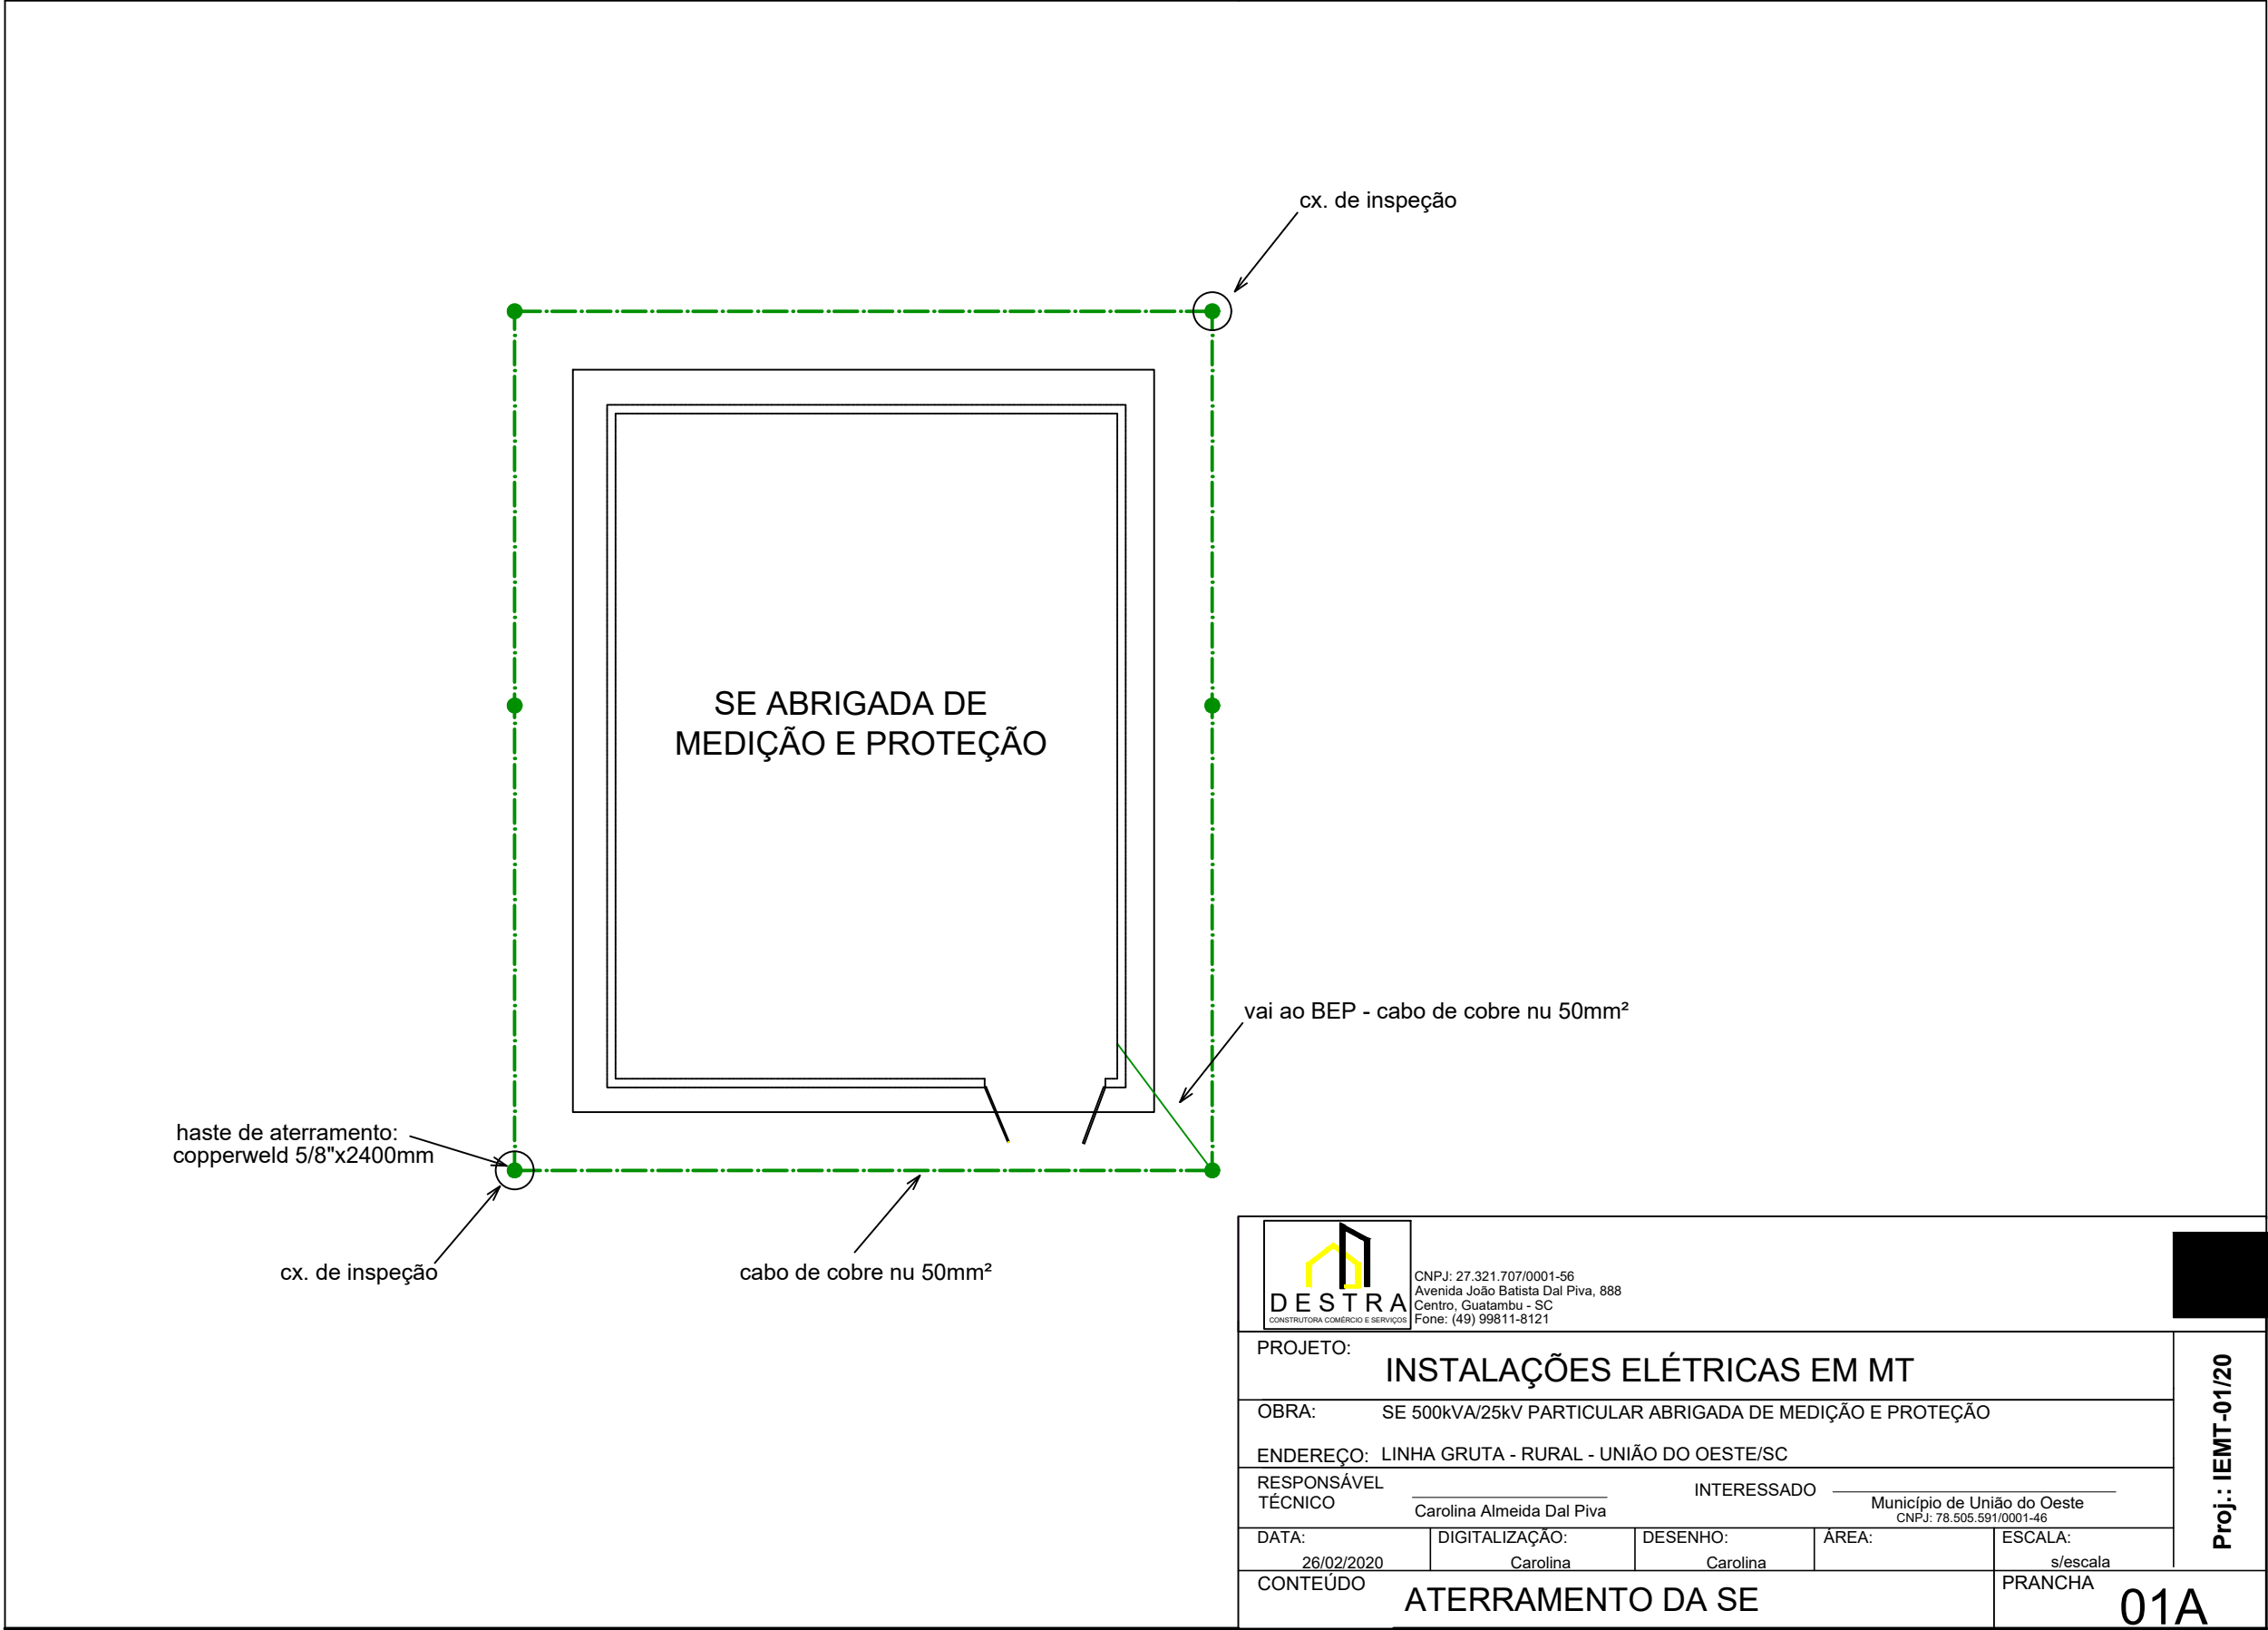 cx. de inspeção
SE ABRIGADA DE
MEDIÇÃO E PROTEÇÃO
vai ao BEP - cabo de cobre nu 50mm²
haste de aterramento:
copperweld 5/8"x2400mm
cx. de inspeção
cabo de cobre nu 50mm²
DESTRA
CONSTRUTORA COMÉRCIO E SERVIÇOS
CNPJ: 27.321.707/0001-56
Avenida João Batista Dal Piva, 888
Centro, Guatambu - SC
Fone: (49) 99811-8121
PROJETO:
INSTALAÇÕES ELÉTRICAS EM MT
OBRA: SE 500kVA/25kV PARTICULAR ABRIGADA DE MEDIÇÃO E PROTEÇÃO
ENDEREÇO: LINHA GRUTA - RURAL - UNIÃO DO OESTE/SC
RESPONSÁVEL
TÉCNICO
Carolina Almeida Dal Piva
INTERESSADO
Município de União do Oeste
CNPJ: 78.505.591/0001-46
DATA:
26/02/2020
DIGITALIZAÇÃO:
Carolina
DESENHO:
Carolina
ÁREA:
ESCALA:
s/escala
CONTEÚDO
ATERRAMENTO DA SE
PRANCHA
01A
Proj.: IEMT-01/20